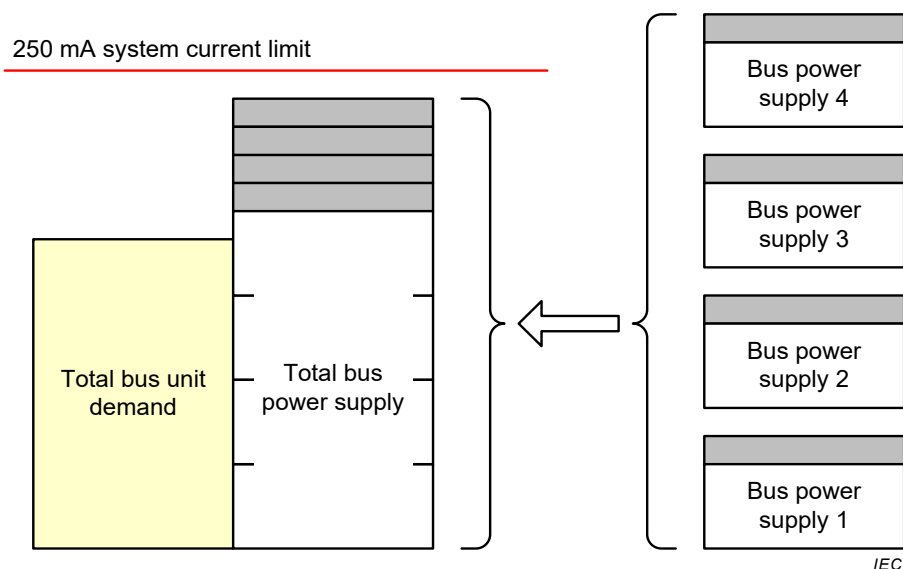 250 mA system current limit
Total bus unit
demand
Total bus
power supply
Bus power
supply 4
Bus power
supply 3
Bus power
supply 2
Bus power
supply 1
IEC